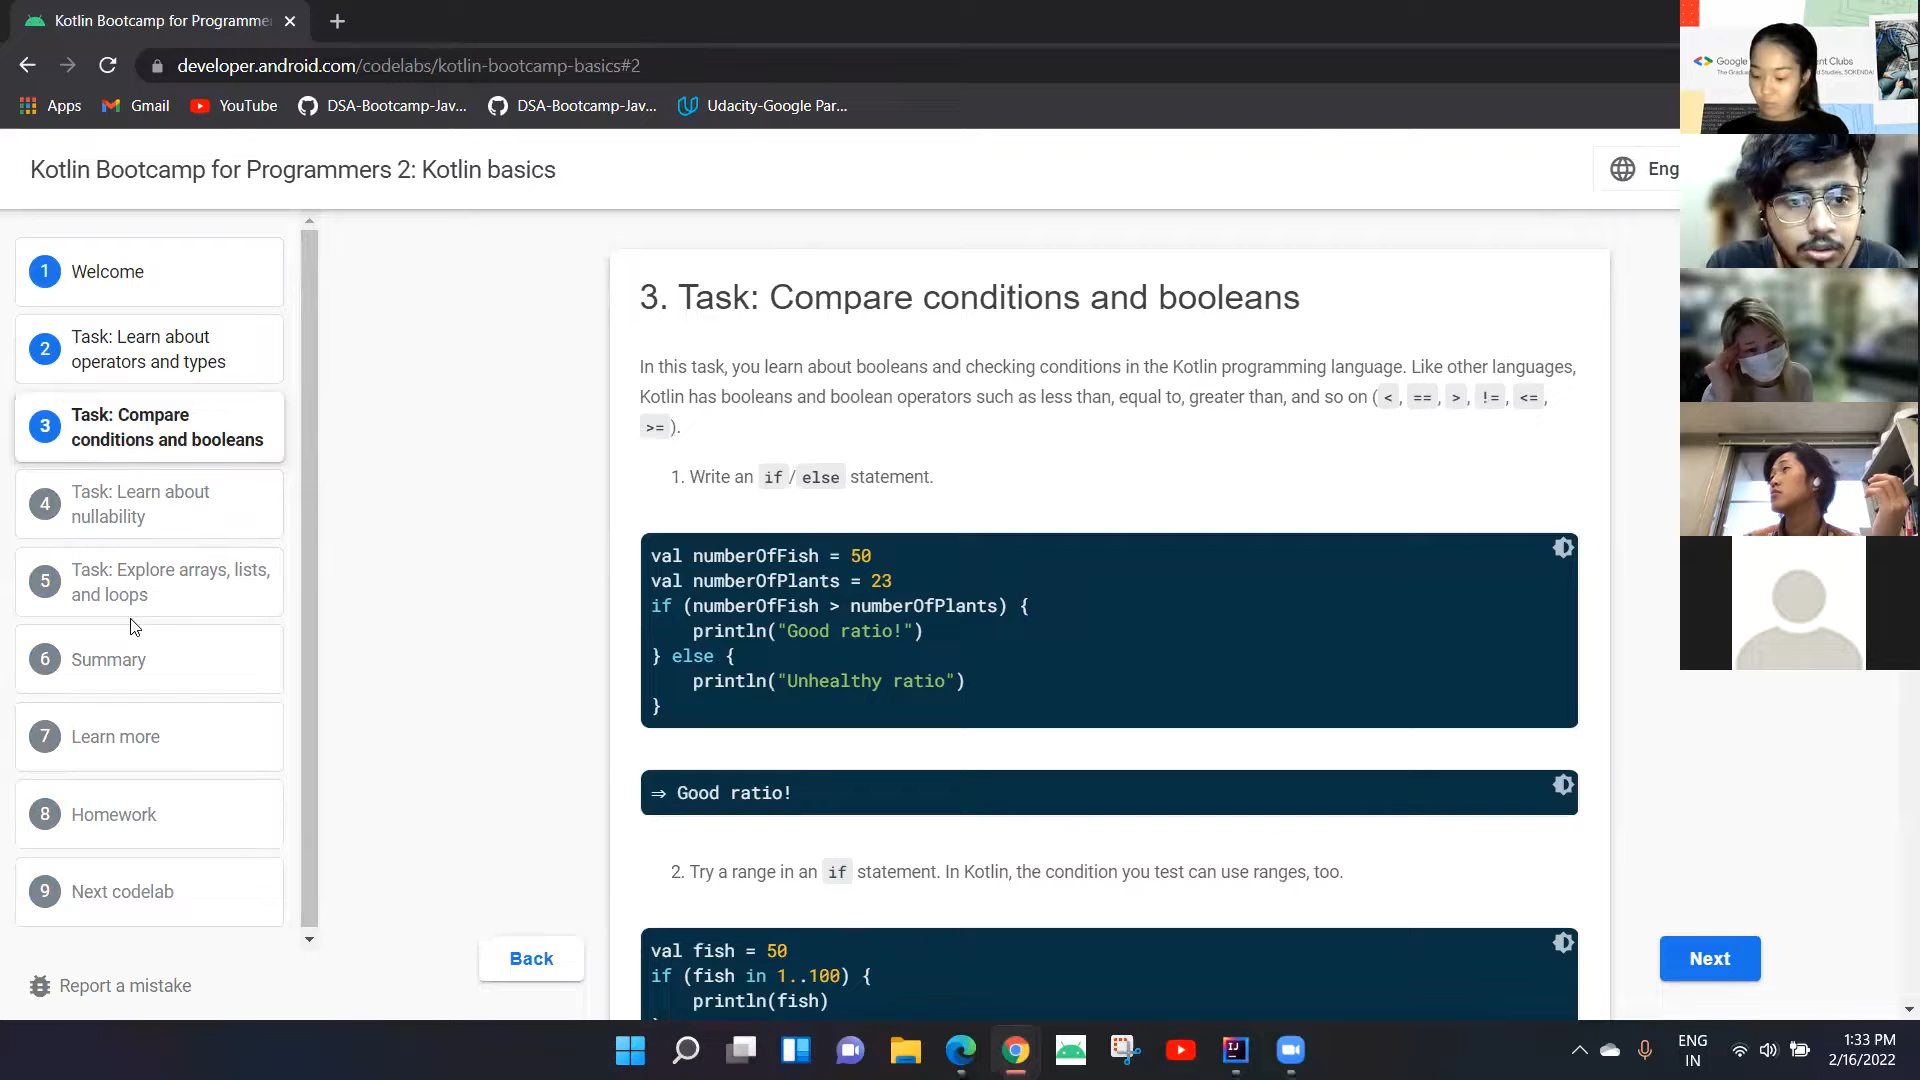 Kotlin Bootcamp for Programme
developer.android.com/codelabs/kotlin-bootcamp-basics#2
Apps
Gmail
YouTube
DSA-Bootcamp-Jav...
DSA-Bootcamp-Jav...
Udacity-Google Par...
Kotlin Bootcamp for Programmers 2: Kotlin basics
Eng
1 Welcome
2 Task: Learn about
operators and types
3 Task: Compare
conditions and booleans
4 Task: Learn about
nullability
5 Task: Explore arrays, lists,
and loops
6 Summary
7 Learn more
8 Homework
9 Next codelab
Report a mistake
3. Task: Compare conditions and booleans
In this task, you learn about booleans and checking conditions in the Kotlin programming language. Like other languages,
Kotlin has booleans and boolean operators such as less than, equal to, greater than, and so on ( < , == , > , != , <= ,
>= ).
1. Write an if / else statement.
val numberOfFish = 50
val numberOfPlants = 23
if (numberOfFish > numberOfPlants) {
    println("Good ratio!")
} else {
    println("Unhealthy ratio")
}
⇒ Good ratio!
2. Try a range in an if statement. In Kotlin, the condition you test can use ranges, too.
val fish = 50
if (fish in 1..100) {
    println(fish)
Back
Next
Google
ent Clubs
The Gradua
d Studies, SOKENDAI
IJ
ENG
IN
1:33 PM
2/16/2022